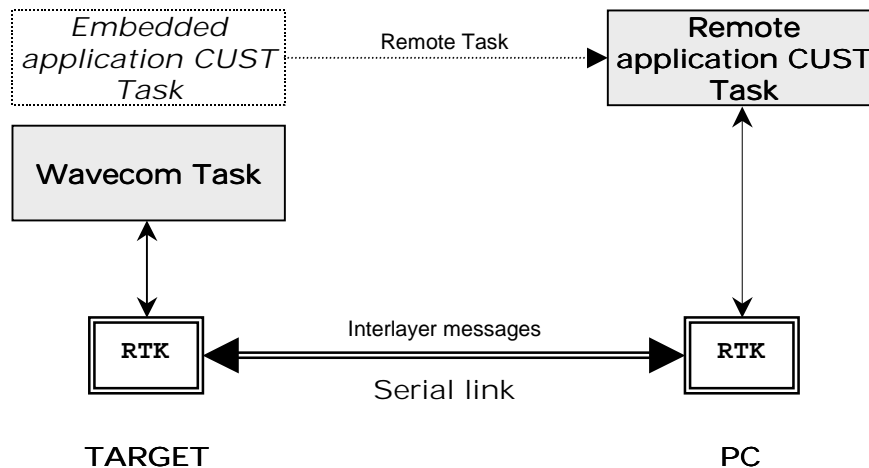 Embedded
application CUST
Task
Remote Task
Remote
application CUST
Task
Wavecom Task
RTK
Interlayer messages
Serial link
RTK
TARGET
PC